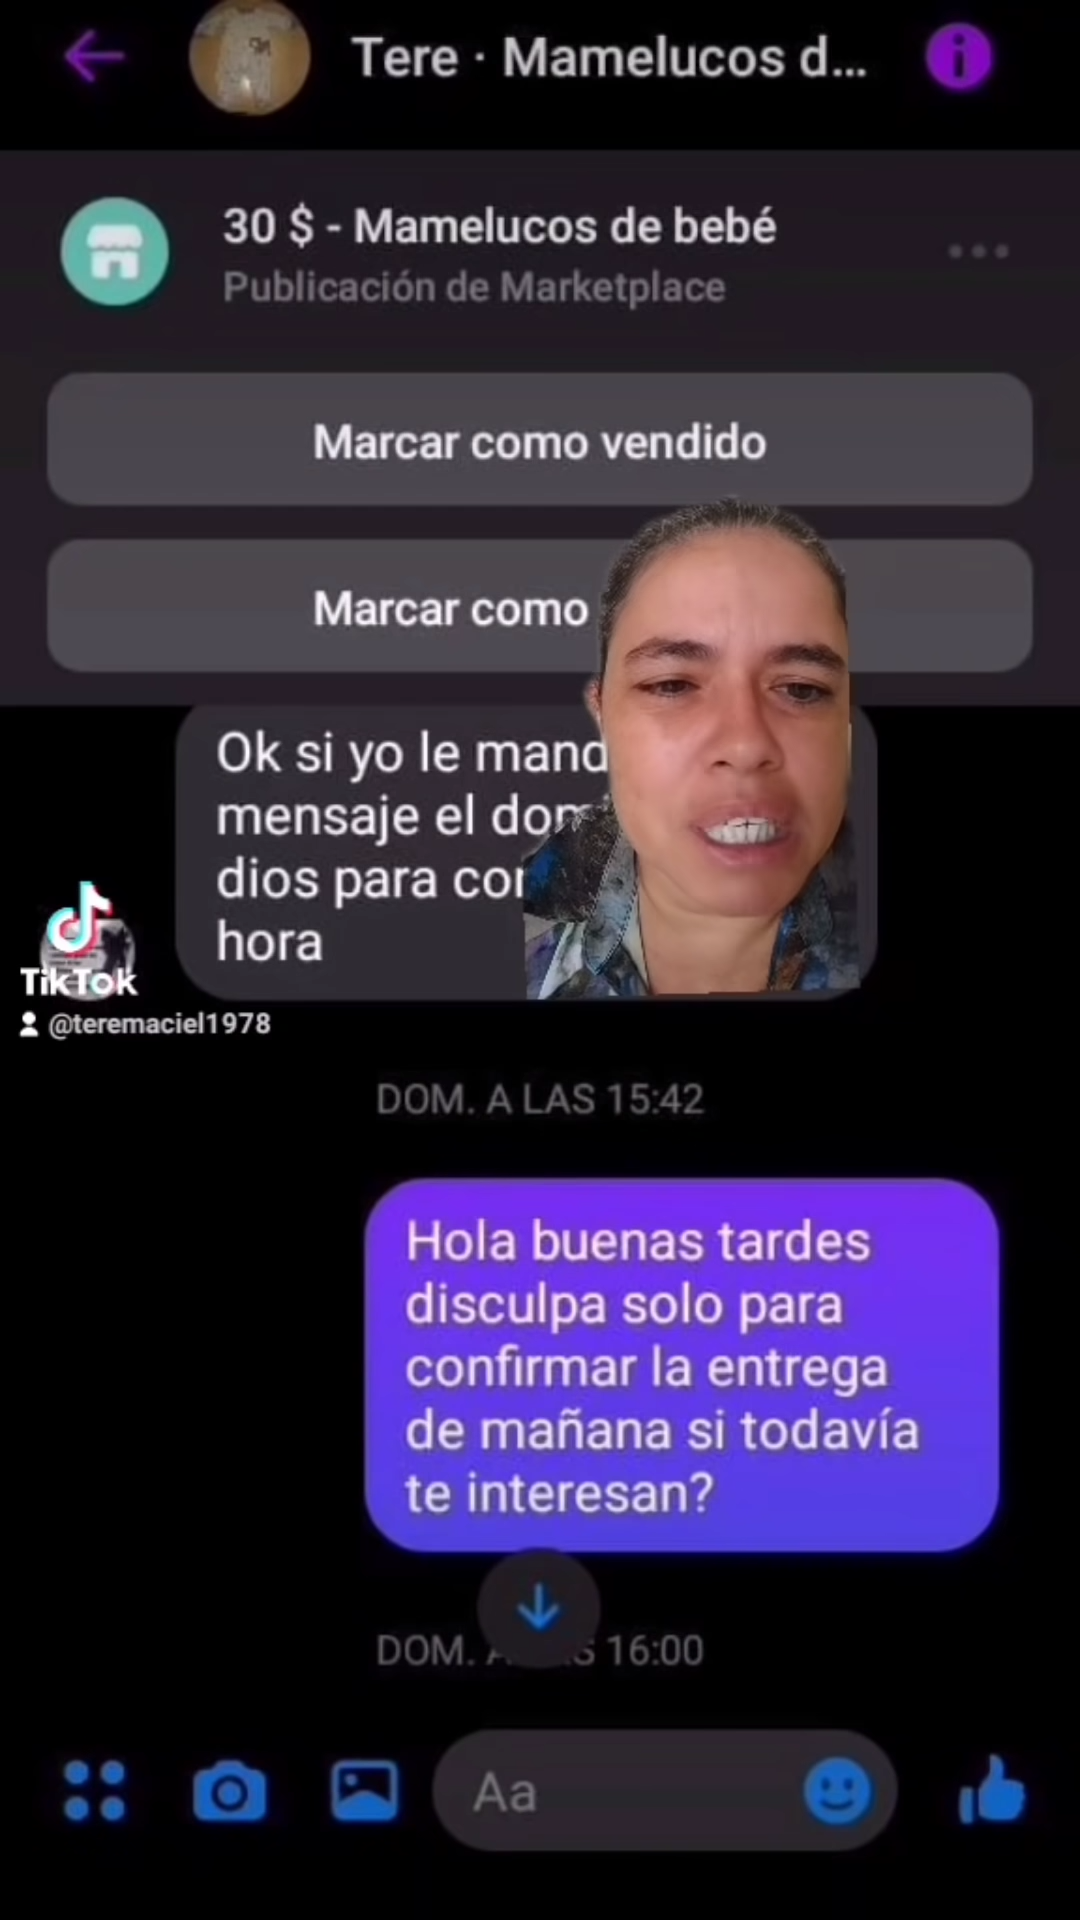 Tere · Mamelucos d...
30 $ - Mamelucos de bebé
Publicación de Marketplace
Marcar como vendido
Marcar como
Ok si yo le mand
mensaje el dom
dios para con
hora
TikTok
@teremaciel1978
DOM. A LAS 15:42
Hola buenas tardes
disculpa solo para
confirmar la entrega
de mañana si todavía
te interesan?
DOM. A LAS 16:00
Aa